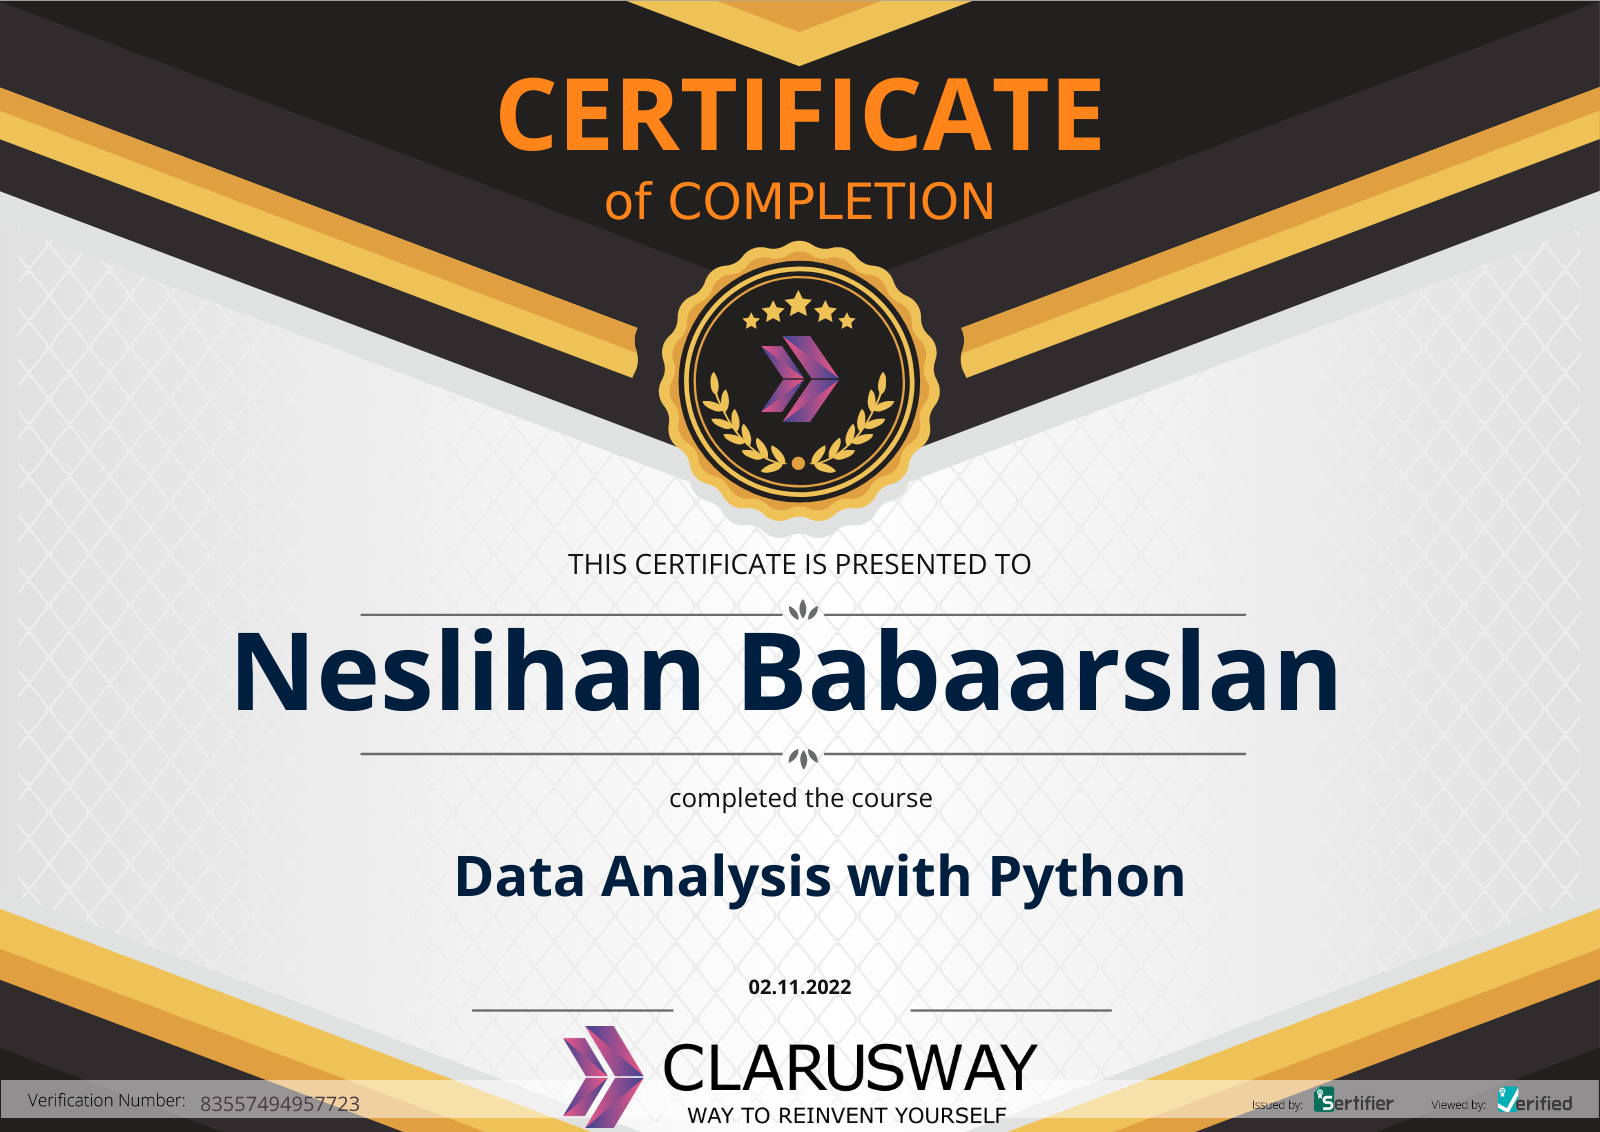 CERTIFICATE
of COMPLETION
THIS CERTIFICATE IS PRESENTED TO
Neslihan Babaarslan
completed the course
Data Analysis with Python
02.11.2022
CLARUSWAY
WAY TO REINVENT YOURSELF
Verification Number: 83557494957723
Issued by: Sertifier
Viewed by: Verified